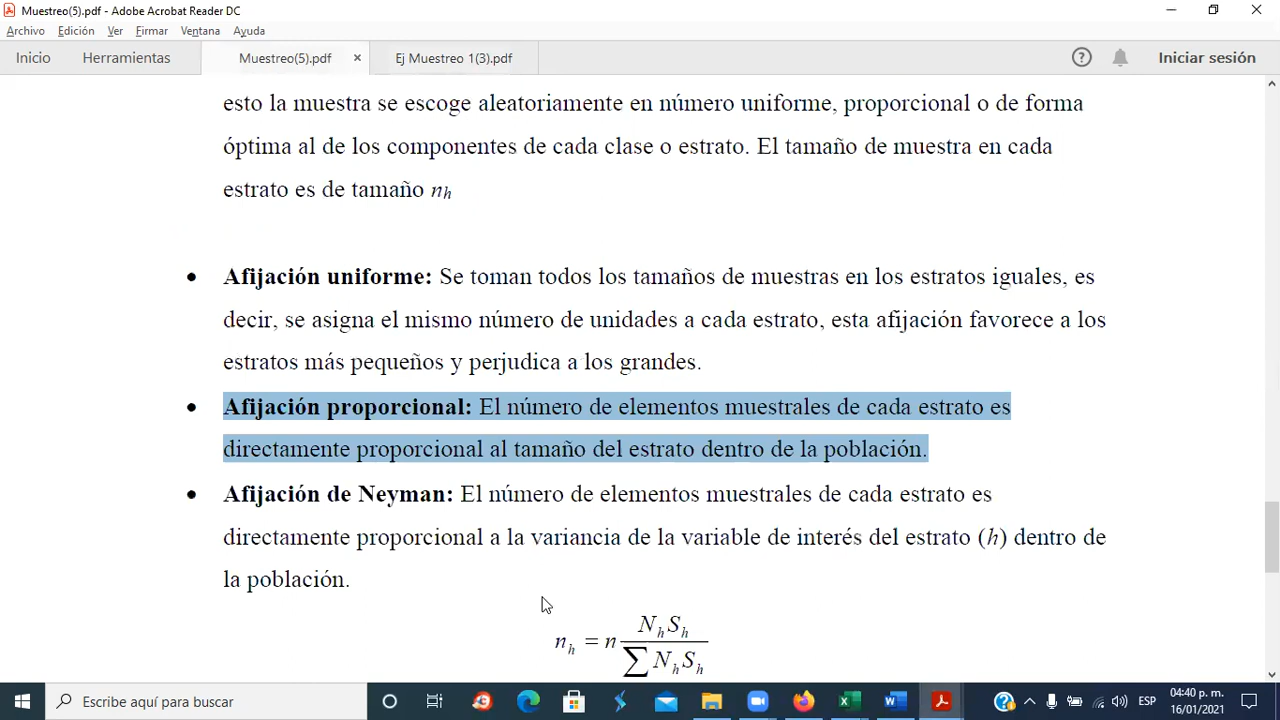 Muestreo(5).pdf - Adobe Acrobat Reader DC
Archivo Edición Ver Firmar Ventana Ayuda
Inicio Herramientas Muestreo(5).pdf × Ej Muestreo 1(3).pdf ? Iniciar sesión
esto la muestra se escoge aleatoriamente en número uniforme, proporcional o de forma
óptima al de los componentes de cada clase o estrato. El tamaño de muestra en cada
estrato es de tamaño nh
• Afijación uniforme: Se toman todos los tamaños de muestras en los estratos iguales, es
decir, se asigna el mismo número de unidades a cada estrato, esta afijación favorece a los
estratos más pequeños y perjudica a los grandes.
• Afijación proporcional: El número de elementos muestrales de cada estrato es
directamente proporcional al tamaño del estrato dentro de la población.
• Afijación de Neyman: El número de elementos muestrales de cada estrato es
directamente proporcional a la variancia de la variable de interés del estrato (h) dentro de
la población.
N_h S_h
n_h = n
∑ N_h S_h
Escribe aquí para buscar ESP 04:40 p. m.
16/01/2021